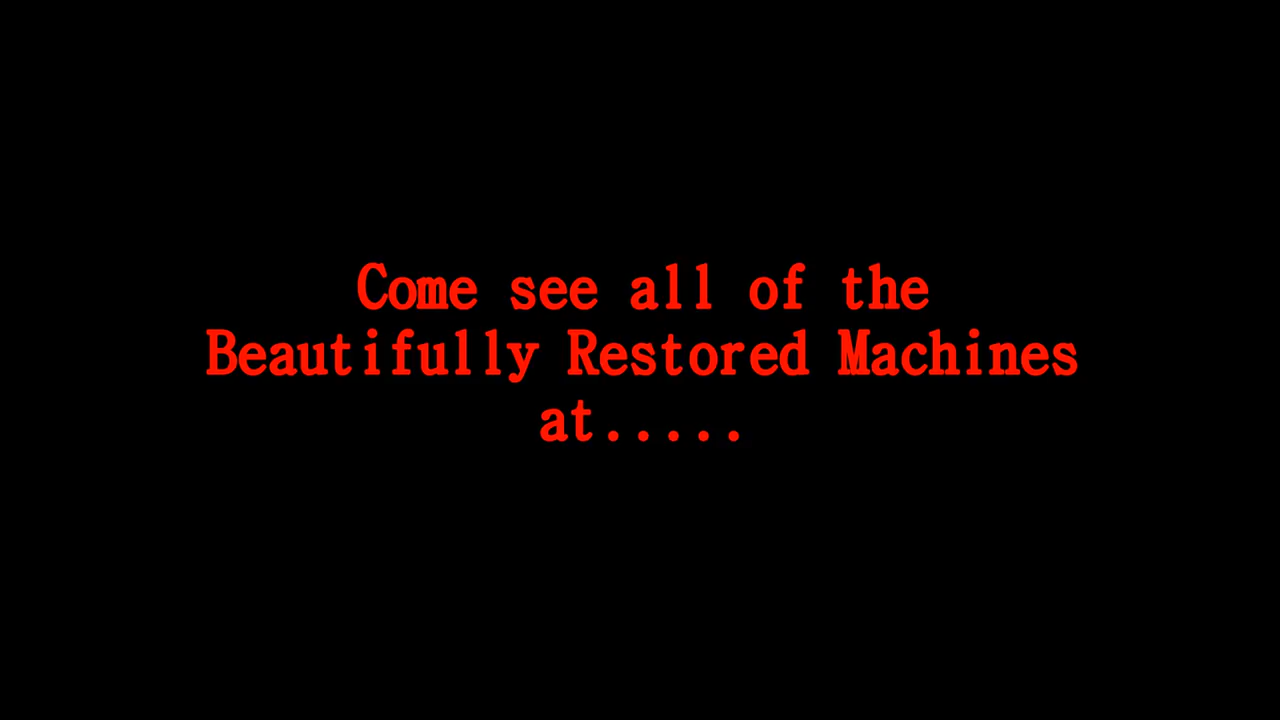 Come see all of the
Beautifully Restored Machines
at.....